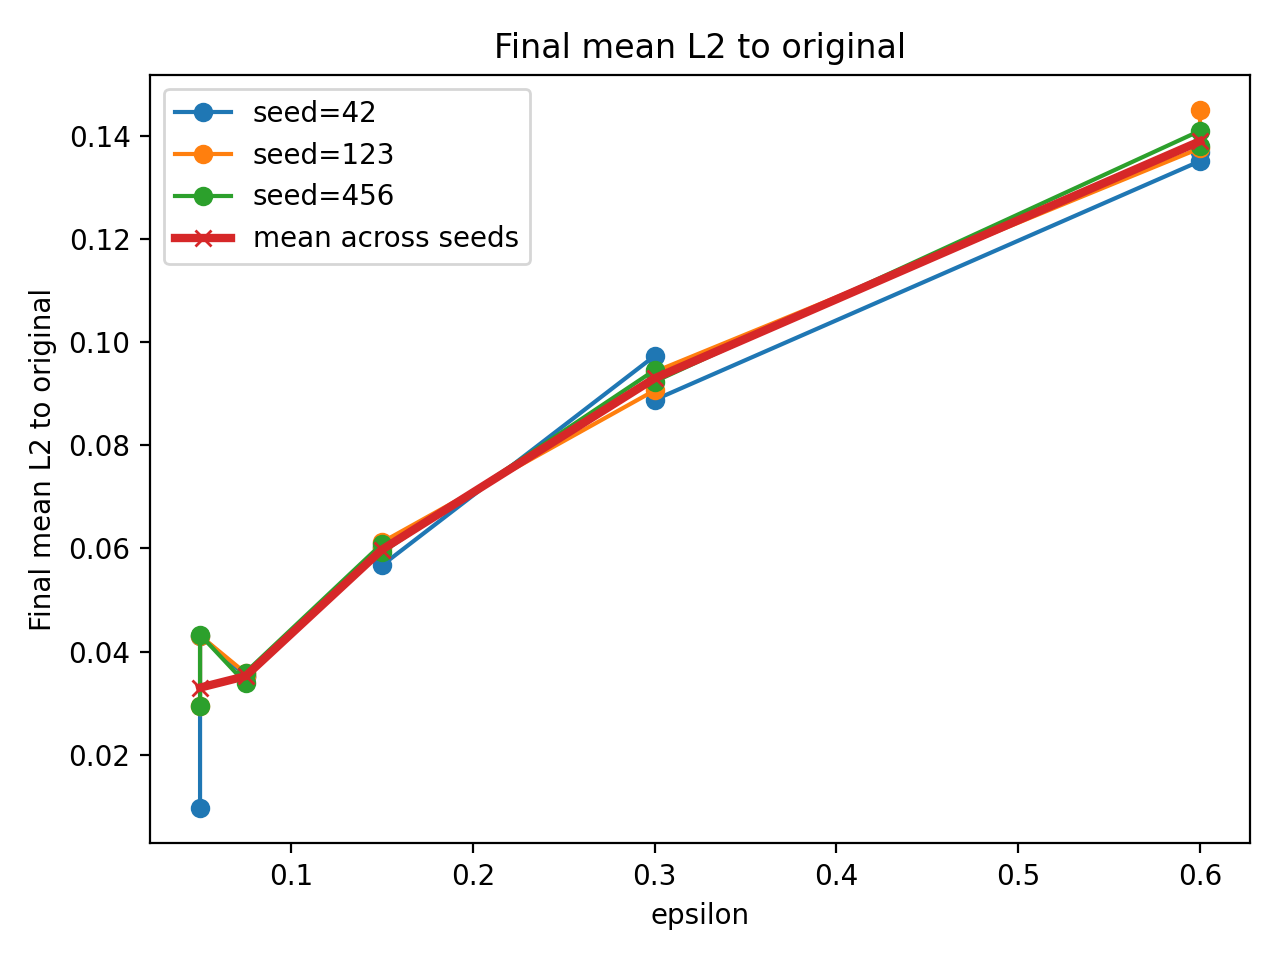 Final mean L2 to original
seed=42
seed=123
seed=456
mean across seeds
Final mean L2 to original
0.14
0.12
0.10
0.08
0.06
0.04
0.02
0.1
0.2
0.3
0.4
0.5
0.6
epsilon